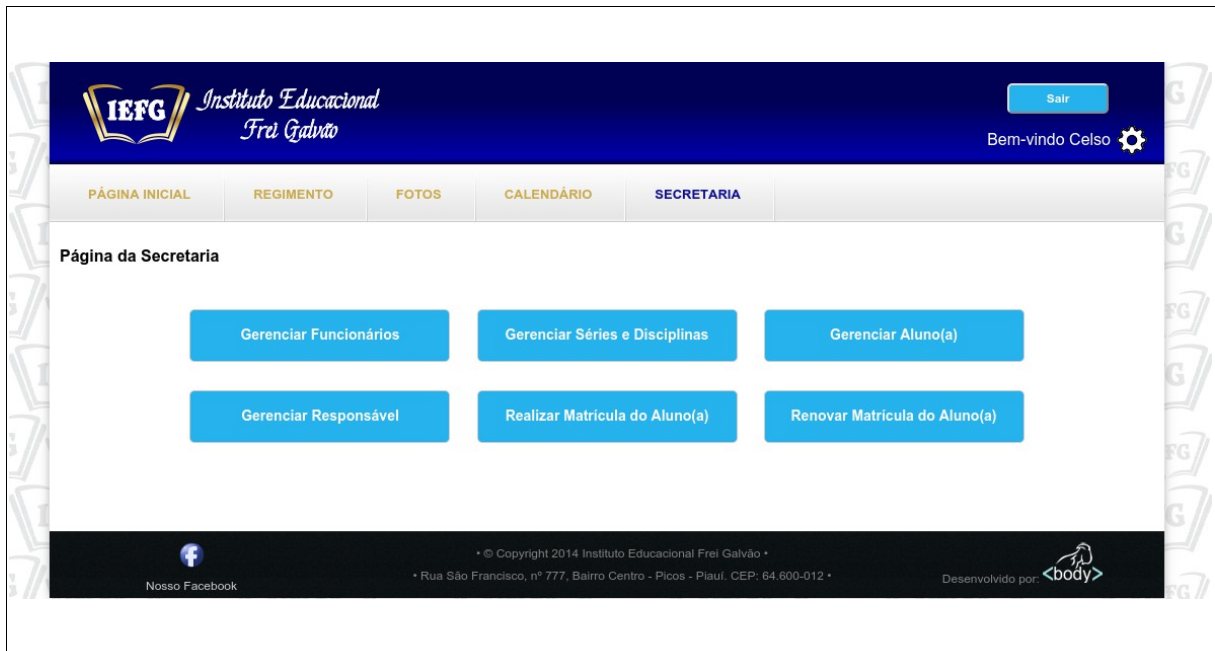 IEFG
Instituto Educacional
Frei Galvão
Sair
Bem-vindo Celso
PÁGINA INICIAL REGIMENTO FOTOS CALENDÁRIO SECRETARIA
Página da Secretaria
Gerenciar Funcionários Gerenciar Séries e Disciplinas Gerenciar Aluno(a)
Gerenciar Responsável Realizar Matricula do Aluno(a) Renovar Matrícula do Aluno(a)
• © Copyright 2014 Instituto Educacional Frei Galvão •
• Rua São Francisco, nº 777, Bairro Centro - Picos - Piauí. CEP: 64.600-012 •
Nosso Facebook
Desenvolvido por: <body>